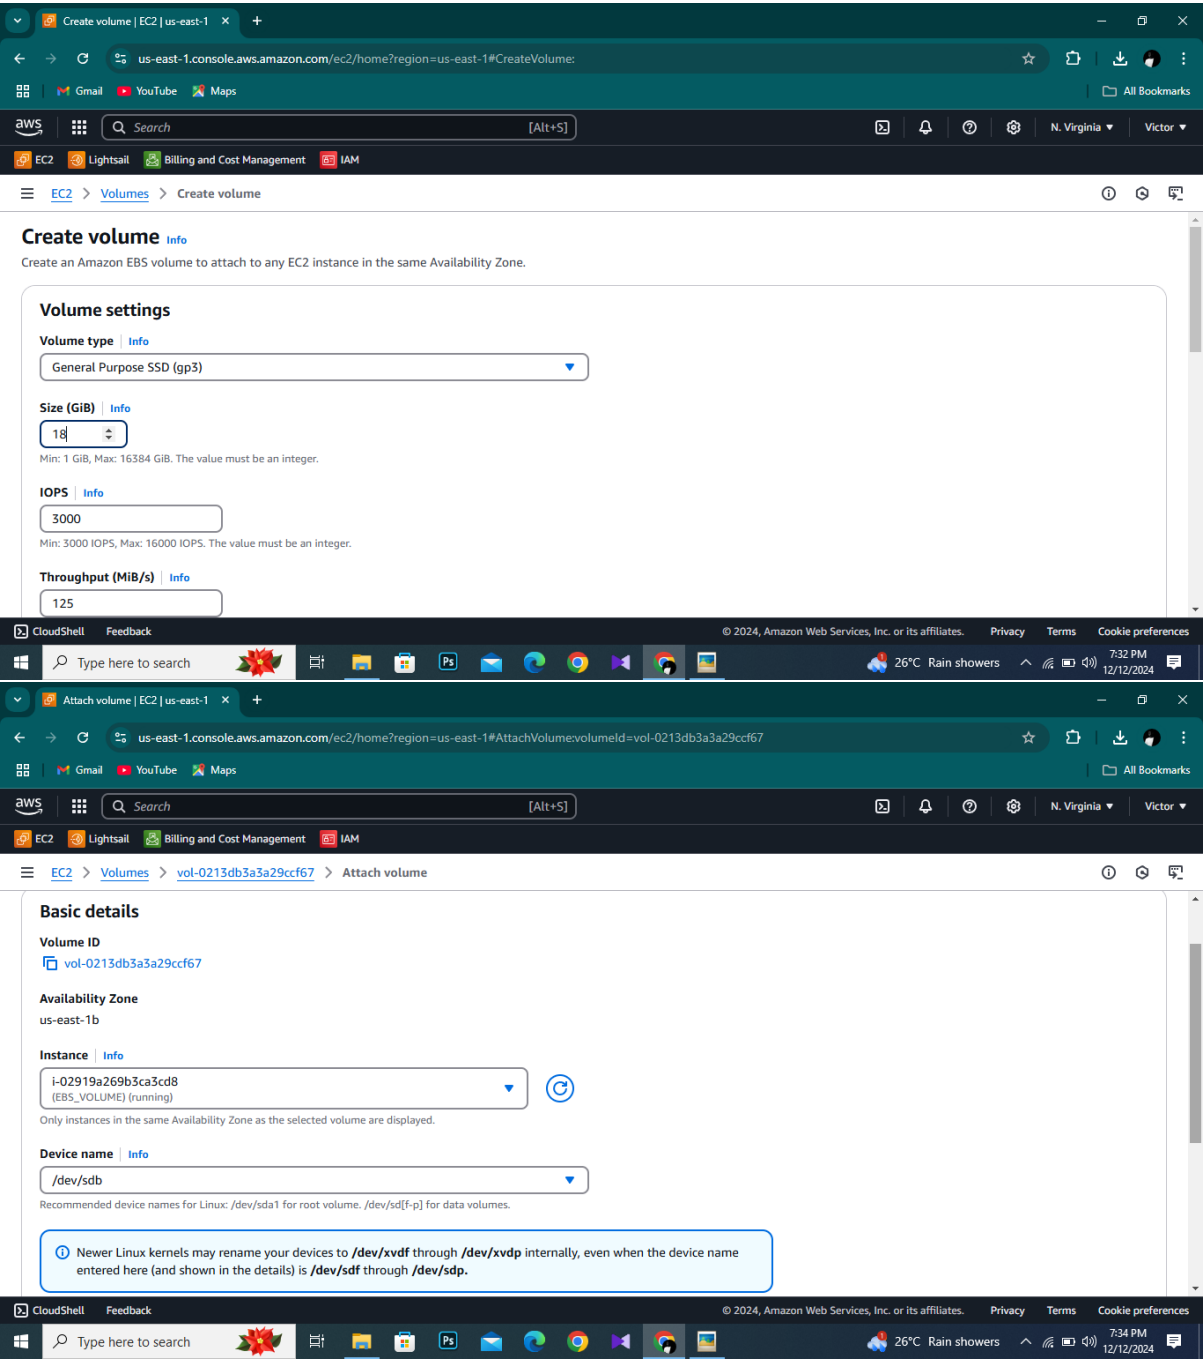 Create volume | EC2 | us-east-1
us-east-1.console.aws.amazon.com/ec2/home?region=us-east-1#CreateVolume:
Gmail YouTube Maps All Bookmarks
aws Search [Alt+S] N. Virginia Victor
EC2 Lightsail Billing and Cost Management IAM
EC2 > Volumes > Create volume
Create volume Info
Create an Amazon EBS volume to attach to any EC2 instance in the same Availability Zone.
Volume settings
Volume type Info
General Purpose SSD (gp3)
Size (GiB) Info
18
Min: 1 GiB, Max: 16384 GiB. The value must be an integer.
IOPS Info
3000
Min: 3000 IOPS, Max: 16000 IOPS. The value must be an integer.
Throughput (MiB/s) Info
125
CloudShell Feedback © 2024, Amazon Web Services, Inc. or its affiliates. Privacy Terms Cookie preferences
Type here to search Ps 26°C Rain showers 7:32 PM
12/12/2024
Attach volume | EC2 | us-east-1
us-east-1.console.aws.amazon.com/ec2/home?region=us-east-1#AttachVolume:volumeId=vol-0213db3a3a29ccf67
Gmail YouTube Maps All Bookmarks
aws Search [Alt+S] N. Virginia Victor
EC2 Lightsail Billing and Cost Management IAM
EC2 > Volumes > vol-0213db3a3a29ccf67 > Attach volume
Basic details
Volume ID
vol-0213db3a3a29ccf67
Availability Zone
us-east-1b
Instance Info
i-02919a269b3ca3cd8
(EBS_VOLUME) (running)
Only instances in the same Availability Zone as the selected volume are displayed.
Device name Info
/dev/sdb
Recommended device names for Linux: /dev/sda1 for root volume. /dev/sd[f-p] for data volumes.
Newer Linux kernels may rename your devices to /dev/xvdf through /dev/xvdp internally, even when the device name
entered here (and shown in the details) is /dev/sdf through /dev/sdp.
CloudShell Feedback © 2024, Amazon Web Services, Inc. or its affiliates. Privacy Terms Cookie preferences
Type here to search Ps 26°C Rain showers 7:34 PM
12/12/2024